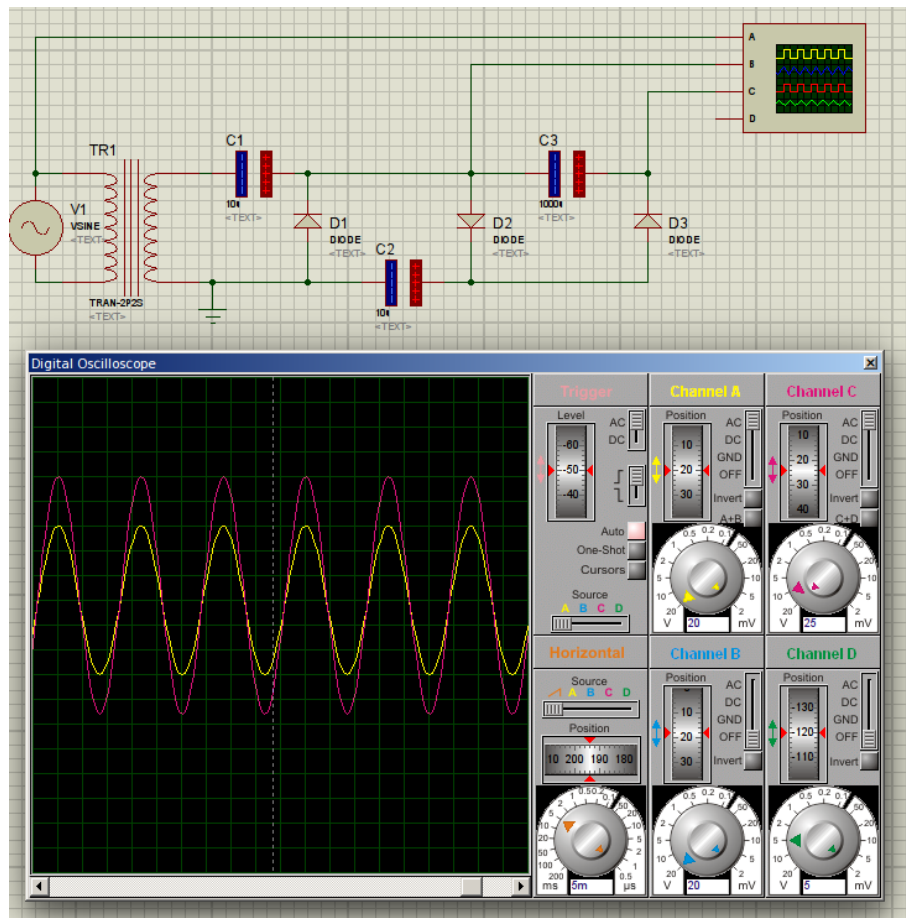 A
B
C
D
TR1
C1
C3
V1
VSINE
<TEXT>
10u
<TEXT>
1000u
<TEXT>
D1
DIODE
<TEXT>
D2
DIODE
<TEXT>
D3
DIODE
<TEXT>
C2
10u
<TEXT>
TRAN-2P2S
<TEXT>
Digital Oscilloscope
Trigger
Level
AC
DC
-60
-50
-40
Auto
One-Shot
Cursors
Source
A B C D
Channel A
Position
AC
DC
GND
OFF
10
20
30
Invert
A+B
V 20 mV
Channel C
Position
AC
DC
GND
OFF
10
20
30
40
Invert
C+D
V 25 mV
Horizontal
Source
A B C D
Position
10 200 190 180
ms 5m µs
Channel B
Position
AC
DC
GND
OFF
10
20
30
Invert
V 20 mV
Channel D
Position
AC
DC
GND
OFF
-130
-120
-110
Invert
V 5 mV